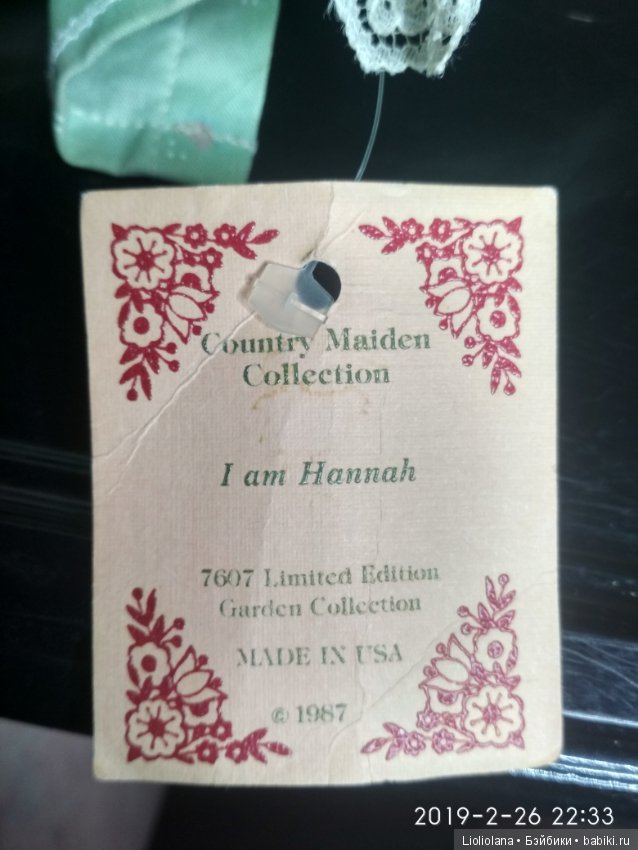 Country Maiden
Collection
I am Hannah
7607 Limited Edition
Garden Collection
MADE IN USA
© 1987
2019-2-26 22:33
Lioliolana • Бэйбики • babiki.ru